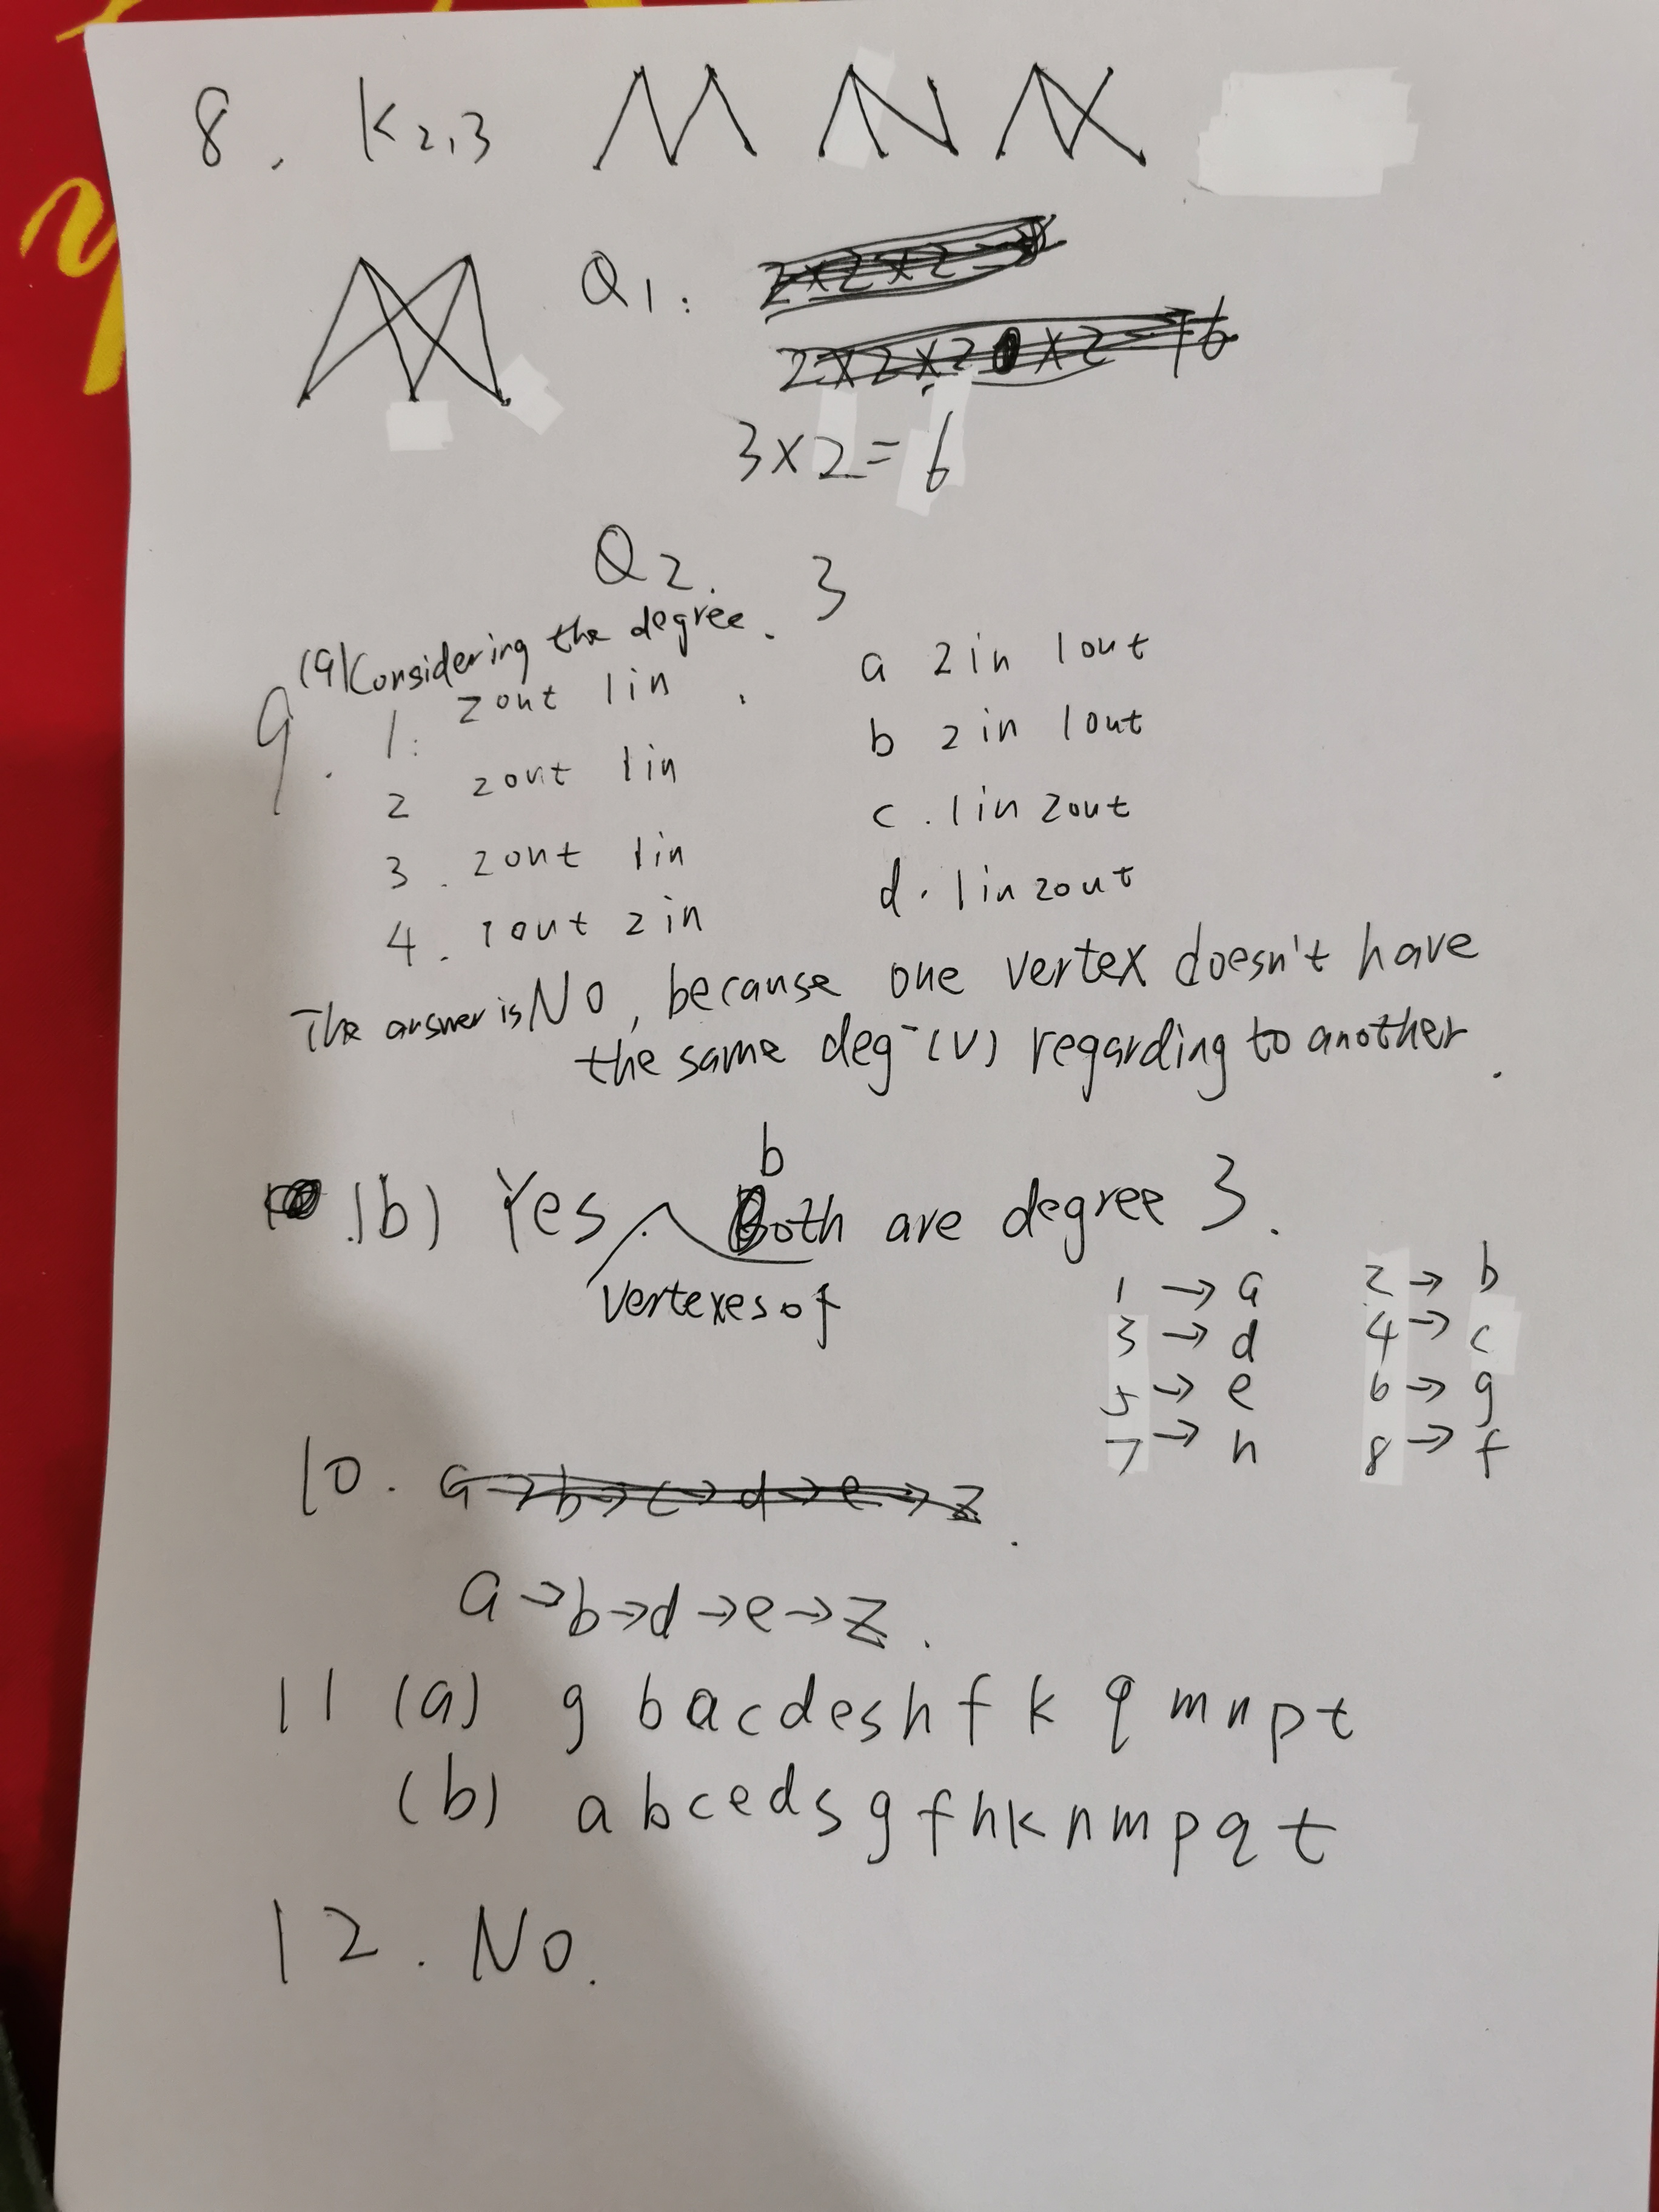 8. K2,3
Q1:
3×2=6
Q2. 3
(a) Considering the degree.
9. 1: 2out 1in
2 2out 1in
3. 2out 1in
4. 1out 2in
a 2in 1out
b 2in 1out
c. 1in 2out
d. 1in 2out
The answer is No, because one vertex doesn't have
the same deg⁻(v) regarding to another.
(b) Yes. both are degree 3.
vertexes of
1 → a 2 → b
3 → d 4 → c
5 → e 6 → g
7 → h 8 → f
10. a→b→c→d→e→z.
a→b→d→e→z.
11 (a) g b a c d e s h f k q m n p t
(b) a b c e d s g f h k n m p q t
12. No.